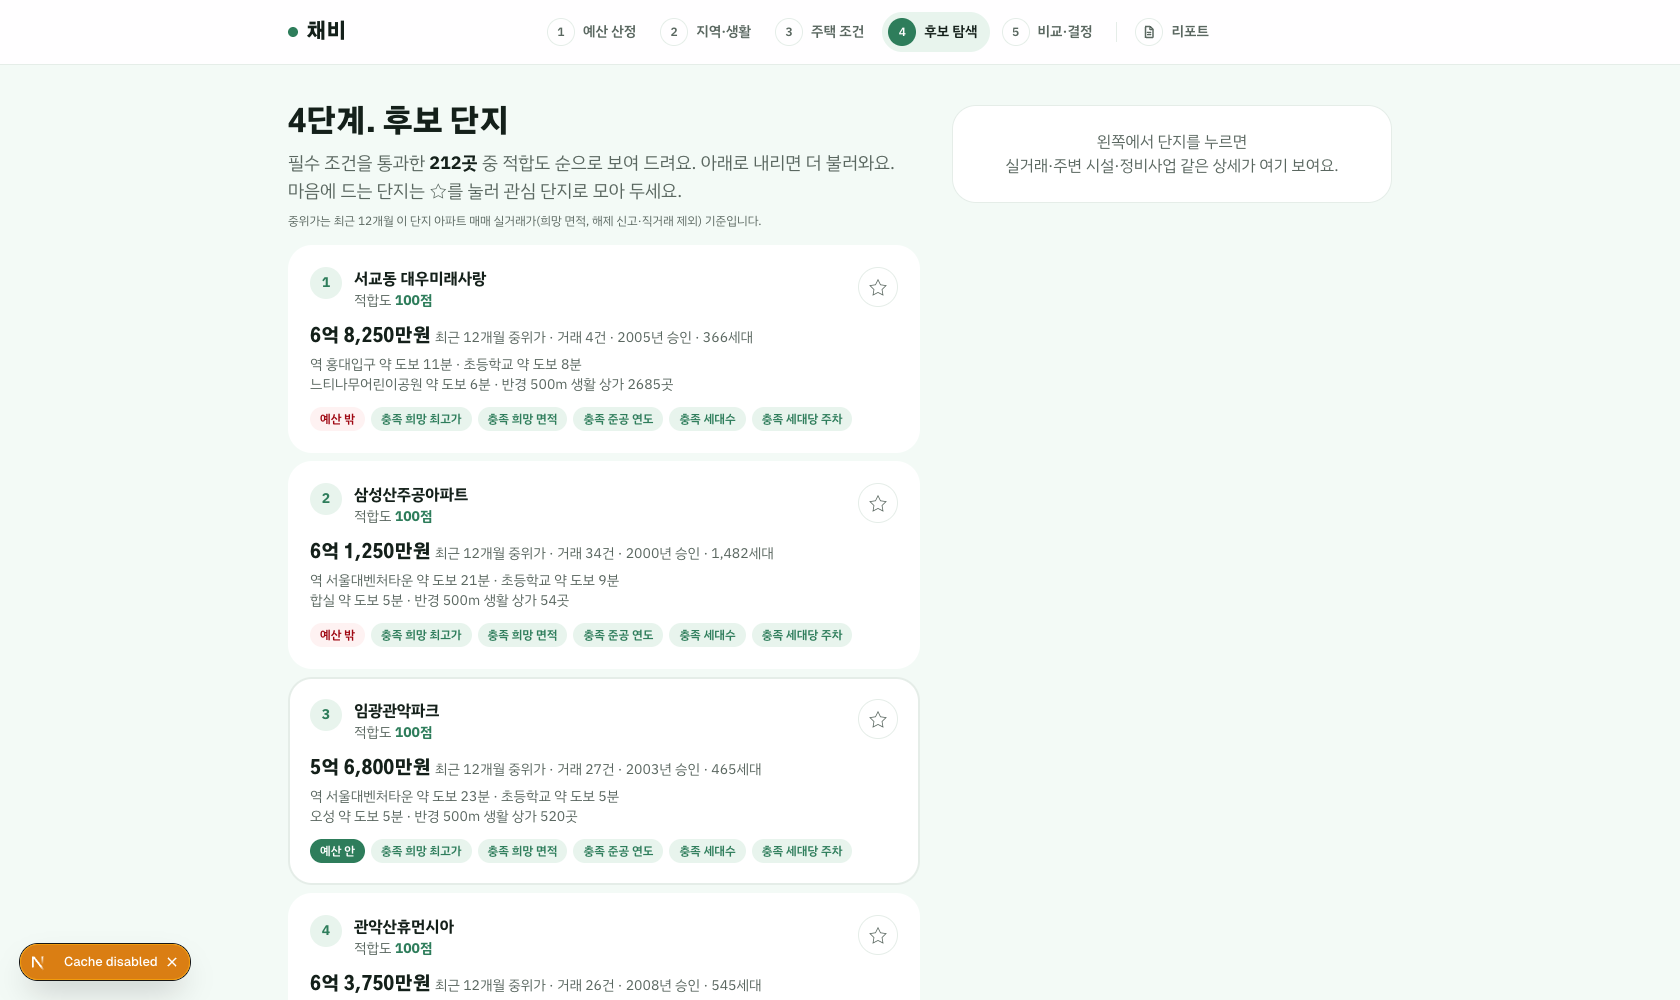 채비
1 예산 산정
2 지역·생활
3 주택 조건
4 후보 탐색
5 비교·결정
리포트
4단계. 후보 단지
필수 조건을 통과한 212곳 중 적합도 순으로 보여 드려요. 아래로 내리면 더 불러와요.
마음에 드는 단지는 ☆를 눌러 관심 단지로 모아 두세요.
중위가는 최근 12개월 이 단지 아파트 매매 실거래가(희망 면적, 해제 신고·직거래 제외) 기준입니다.
왼쪽에서 단지를 누르면
실거래·주변 시설·정비사업 같은 상세가 여기 보여요.
1 서교동 대우미래사랑
적합도 100점
6억 8,250만원 최근 12개월 중위가 · 거래 4건 · 2005년 승인 · 366세대
역 홍대입구 약 도보 11분 · 초등학교 약 도보 8분
느티나무어린이공원 약 도보 6분 · 반경 500m 생활 상가 2685곳
예산 밖 충족 희망 최고가 충족 희망 면적 충족 준공 연도 충족 세대수 충족 세대당 주차
2 삼성산주공아파트
적합도 100점
6억 1,250만원 최근 12개월 중위가 · 거래 34건 · 2000년 승인 · 1,482세대
역 서울대벤처타운 약 도보 21분 · 초등학교 약 도보 9분
합실 약 도보 5분 · 반경 500m 생활 상가 54곳
예산 밖 충족 희망 최고가 충족 희망 면적 충족 준공 연도 충족 세대수 충족 세대당 주차
3 임광관악파크
적합도 100점
5억 6,800만원 최근 12개월 중위가 · 거래 27건 · 2003년 승인 · 465세대
역 서울대벤처타운 약 도보 23분 · 초등학교 약 도보 5분
오성 약 도보 5분 · 반경 500m 생활 상가 520곳
예산 안 충족 희망 최고가 충족 희망 면적 충족 준공 연도 충족 세대수 충족 세대당 주차
4 관악산휴먼시아
적합도 100점
6억 3,750만원 최근 12개월 중위가 · 거래 26건 · 2008년 승인 · 545세대
Cache disabled